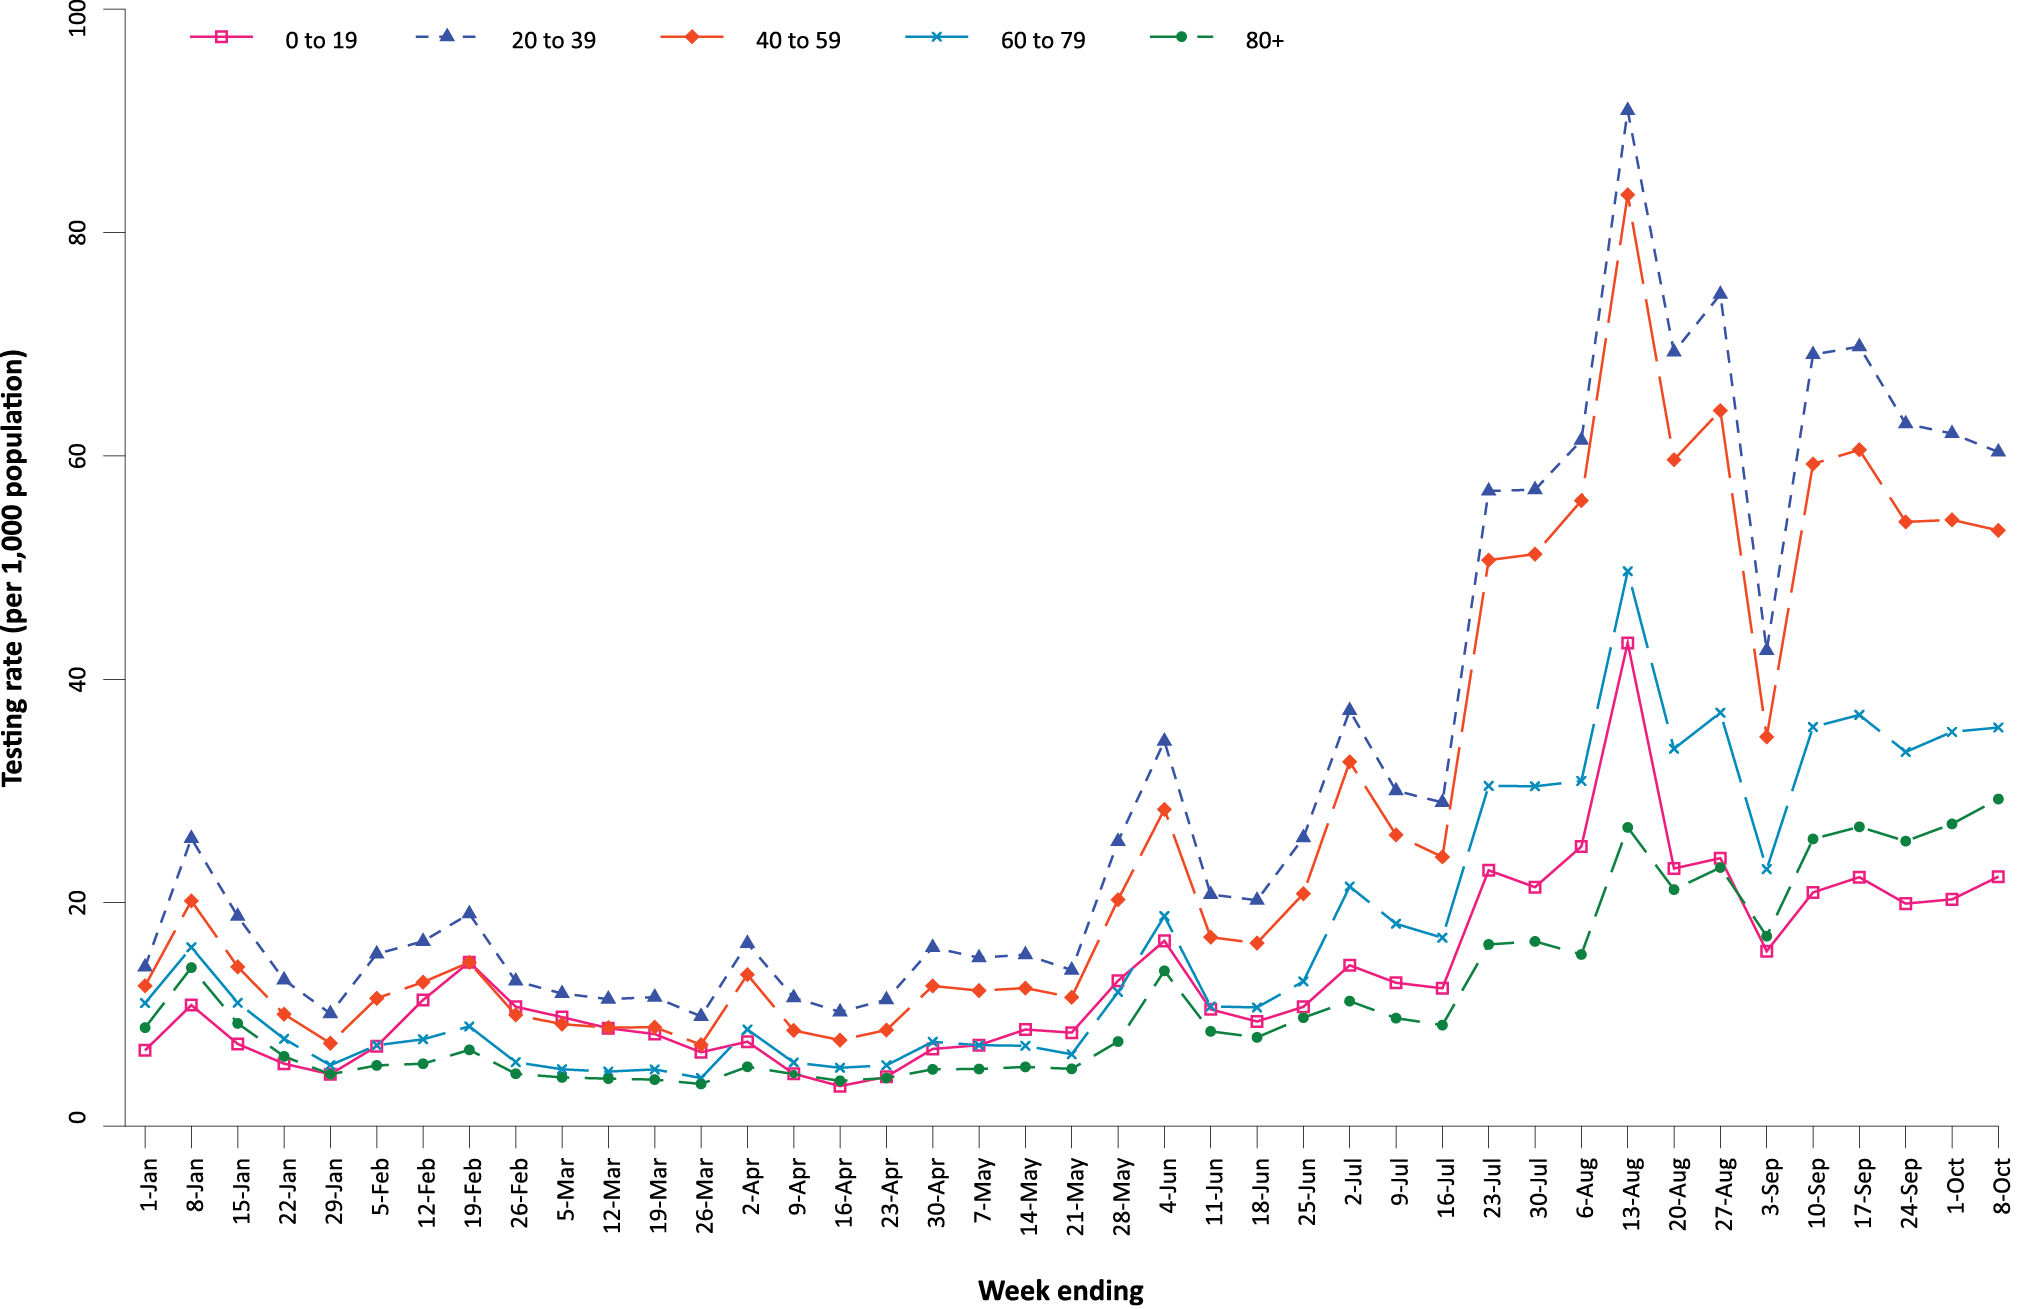 100
80
60
40
20
0
Testing rate (per 1,000 population)
0 to 19
20 to 39
40 to 59
60 to 79
80+
1-Jan
8-Jan
15-Jan
22-Jan
29-Jan
5-Feb
12-Feb
19-Feb
26-Feb
5-Mar
12-Mar
19-Mar
26-Mar
2-Apr
9-Apr
16-Apr
23-Apr
30-Apr
7-May
14-May
21-May
28-May
4-Jun
11-Jun
18-Jun
25-Jun
2-Jul
9-Jul
16-Jul
23-Jul
30-Jul
6-Aug
13-Aug
20-Aug
27-Aug
3-Sep
10-Sep
17-Sep
24-Sep
1-Oct
8-Oct
Week ending